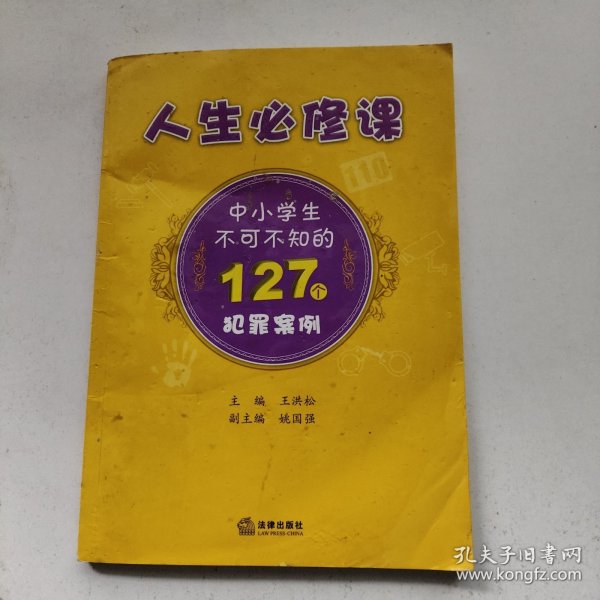 人生必修课
110
中小学生
不可不知的
127个
犯罪案例
主 编 王洪松
副主编 姚国强
法律出版社
LAW PRESS·CHINA
孔夫子旧书网
www.kongfz.com